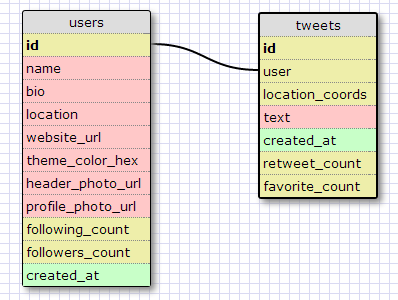 users
id
name
bio
location
website_url
theme_color_hex
header_photo_url
profile_photo_url
following_count
followers_count
created_at
tweets
id
user
location_coords
text
created_at
retweet_count
favorite_count